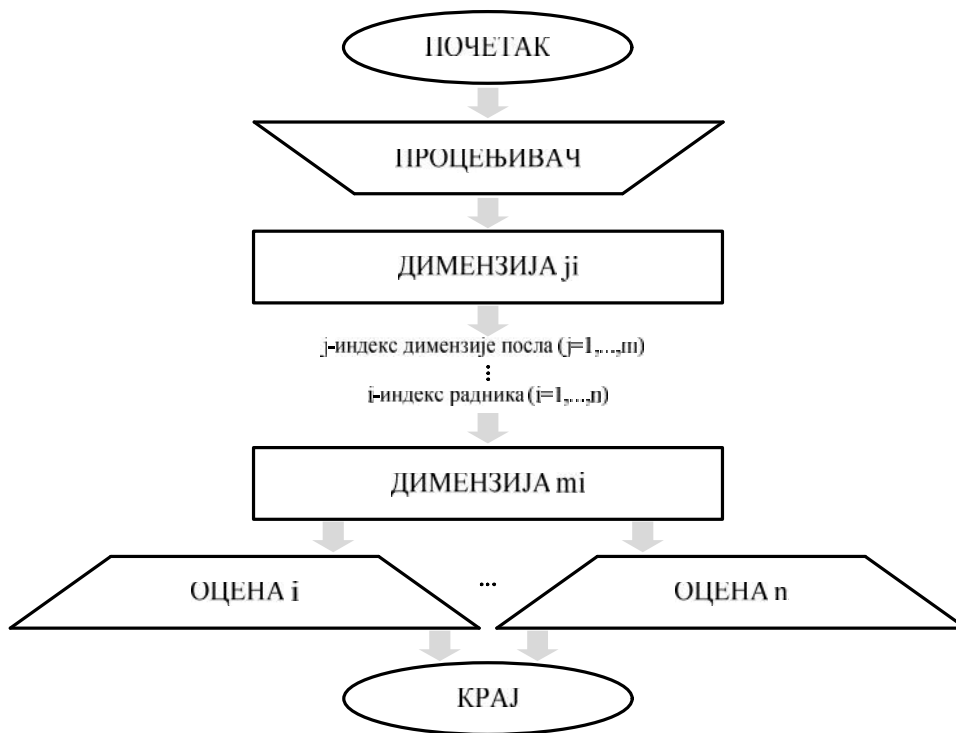 ПОЧЕТАК
ПРОЦЕЊИВАЧ
ДИМЕНЗИЈА ji
j-индекс димензије посла (j=1,...,m)
⋮
i-индекс радника (i=1,...,n)
ДИМЕНЗИЈА mi
ОЦЕНА i ... ОЦЕНА n
КРАЈ